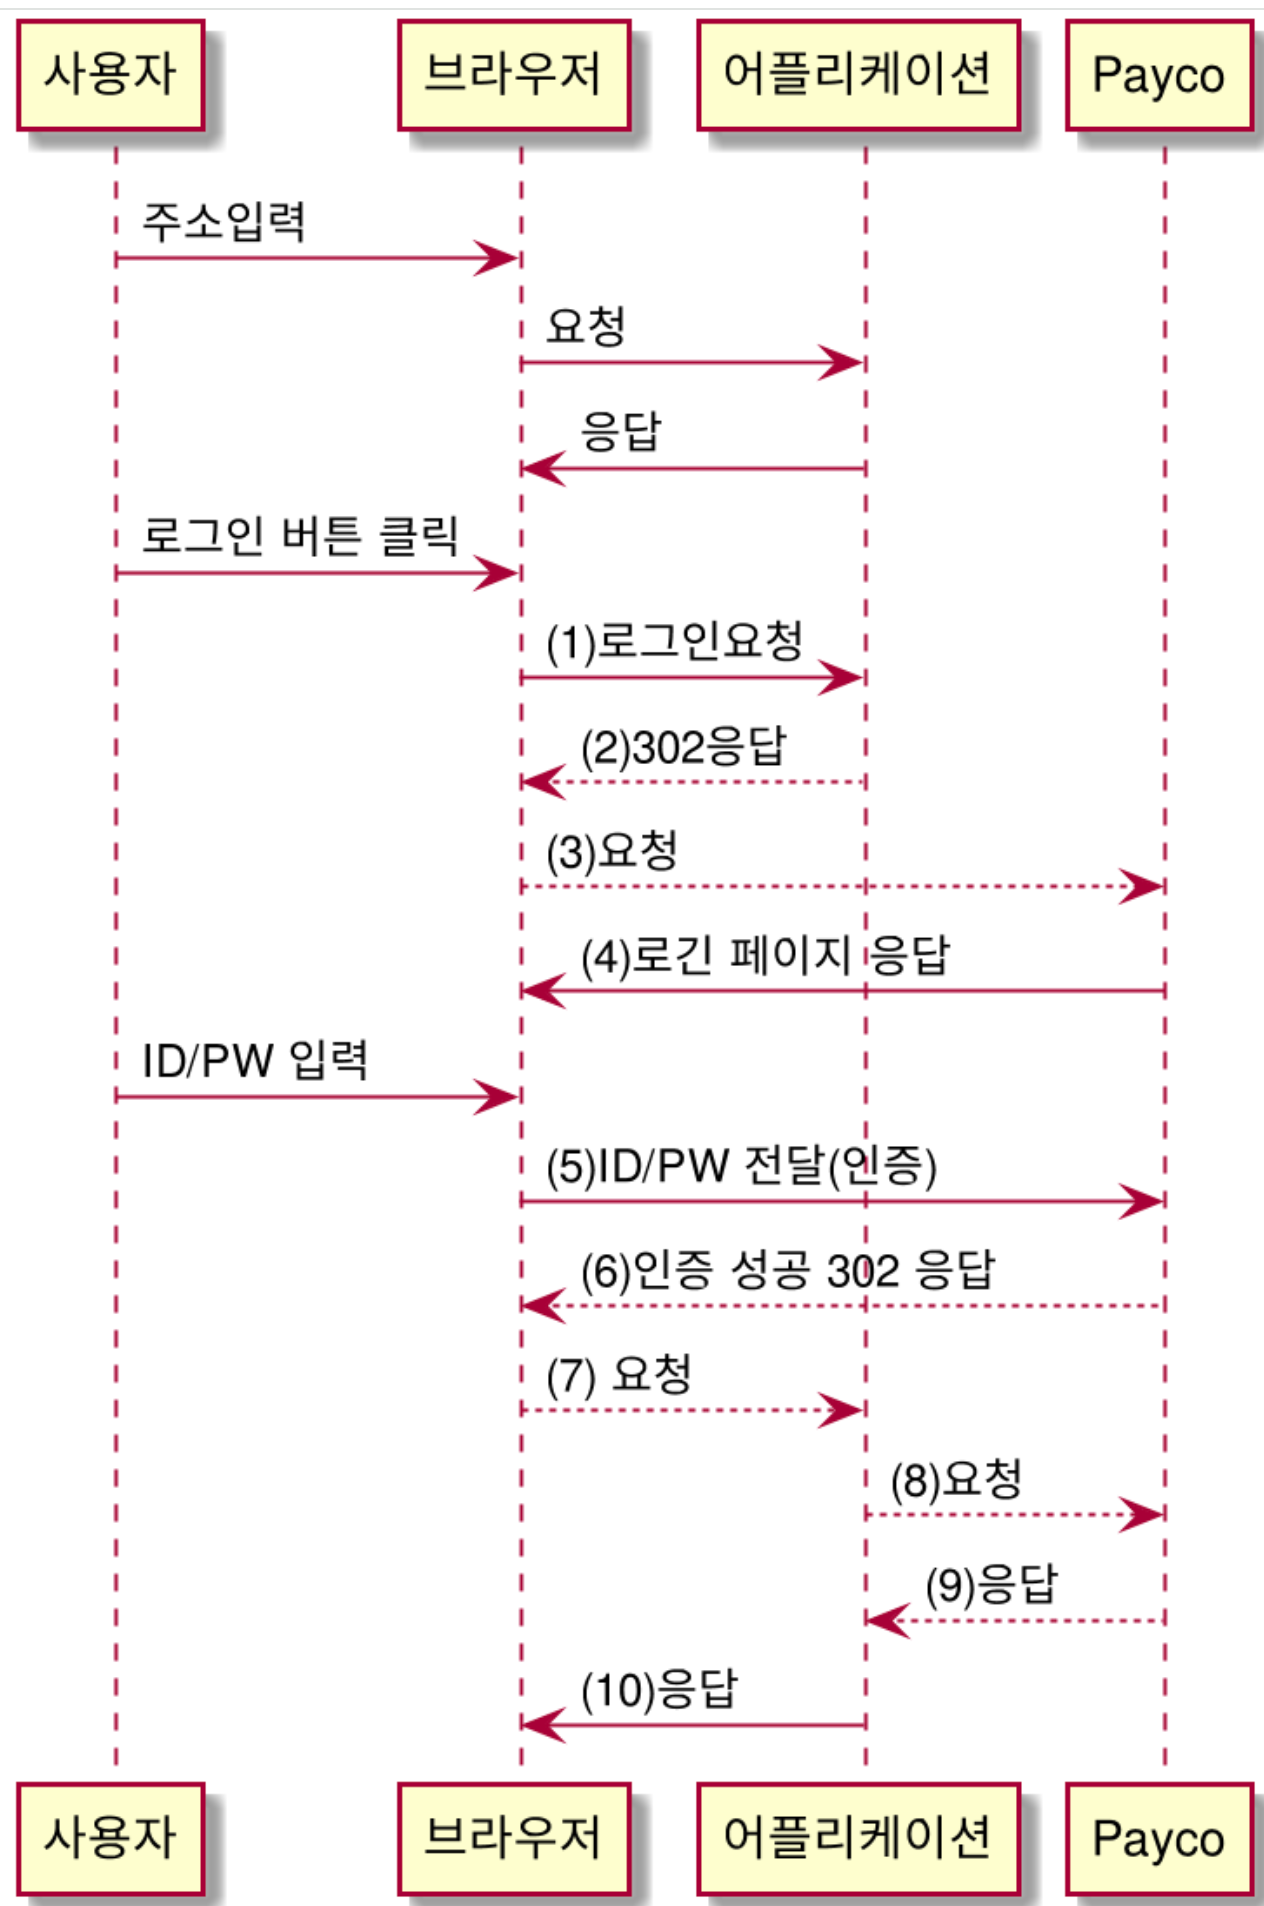 사용자
브라우저
어플리케이션
Payco
주소입력
요청
응답
로그인 버튼 클릭
(1)로그인요청
(2)302응답
(3)요청
(4)로긴 페이지 응답
ID/PW 입력
(5)ID/PW 전달(인증)
(6)인증 성공 302 응답
(7) 요청
(8)요청
(9)응답
(10)응답
사용자
브라우저
어플리케이션
Payco